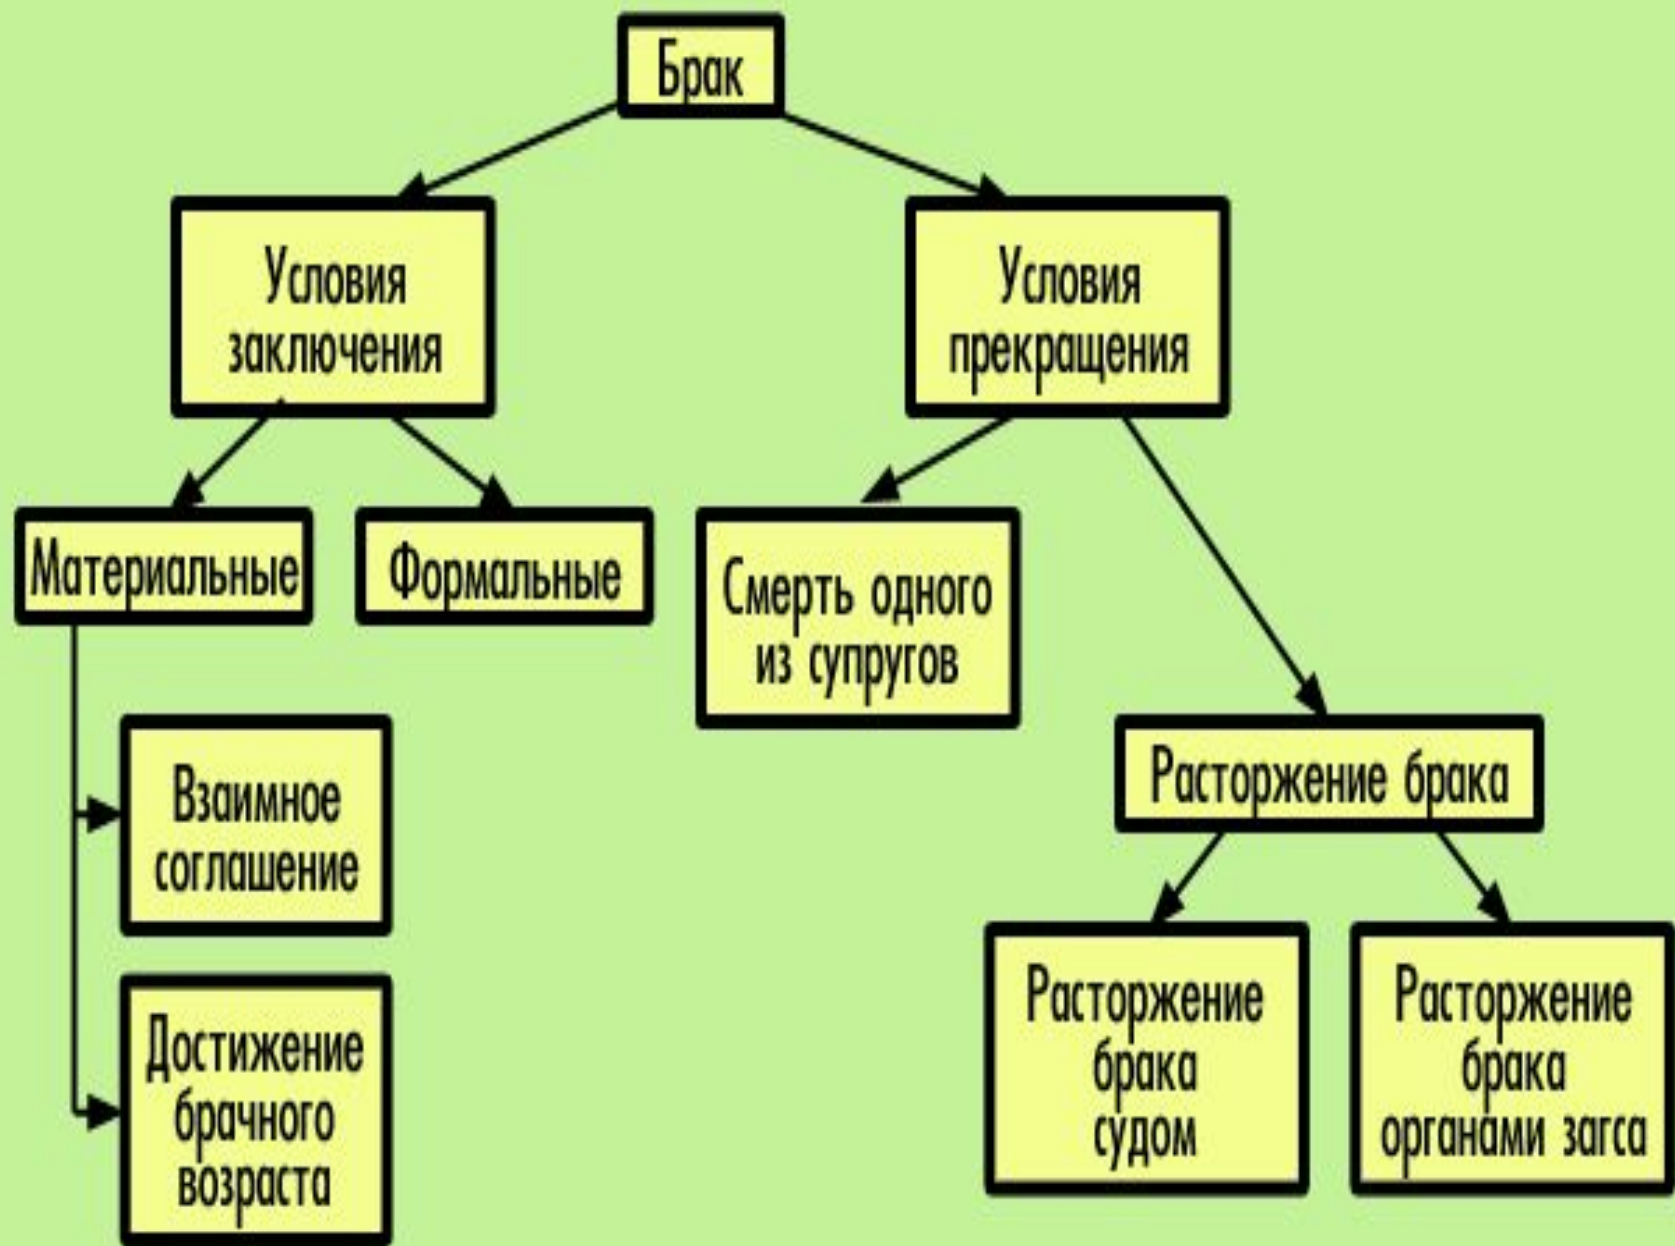 Брак
Условия
заключения
Условия
прекращения
Материальные
Формальные
Смерть одного
из супругов
Взаимное
соглашение
Расторжение брака
Достижение
брачного
возраста
Расторжение
брака
судом
Расторжение
брака
органами загса